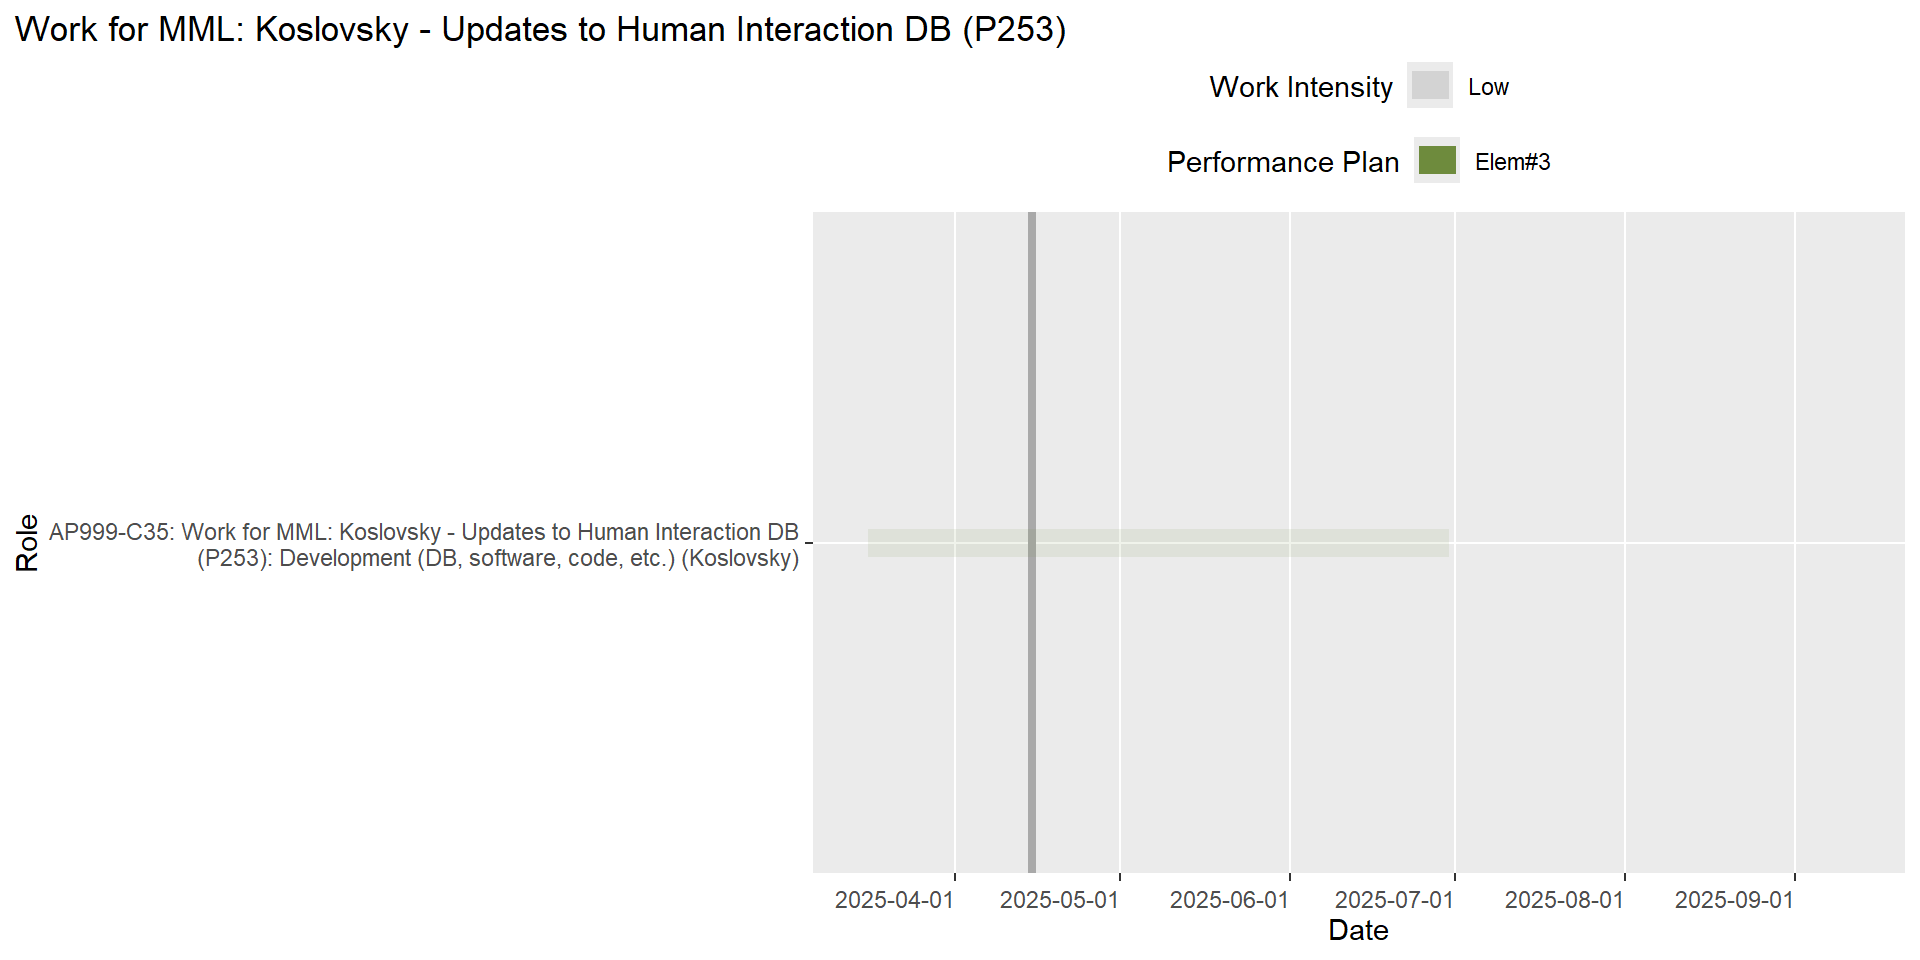 Work for MML: Koslovsky - Updates to Human Interaction DB (P253)
Work Intensity Low
Performance Plan Elem#3
Role
AP999-C35: Work for MML: Koslovsky - Updates to Human Interaction DB
(P253): Development (DB, software, code, etc.) (Koslovsky)
2025-04-01 2025-05-01 2025-06-01 2025-07-01 2025-08-01 2025-09-01
Date